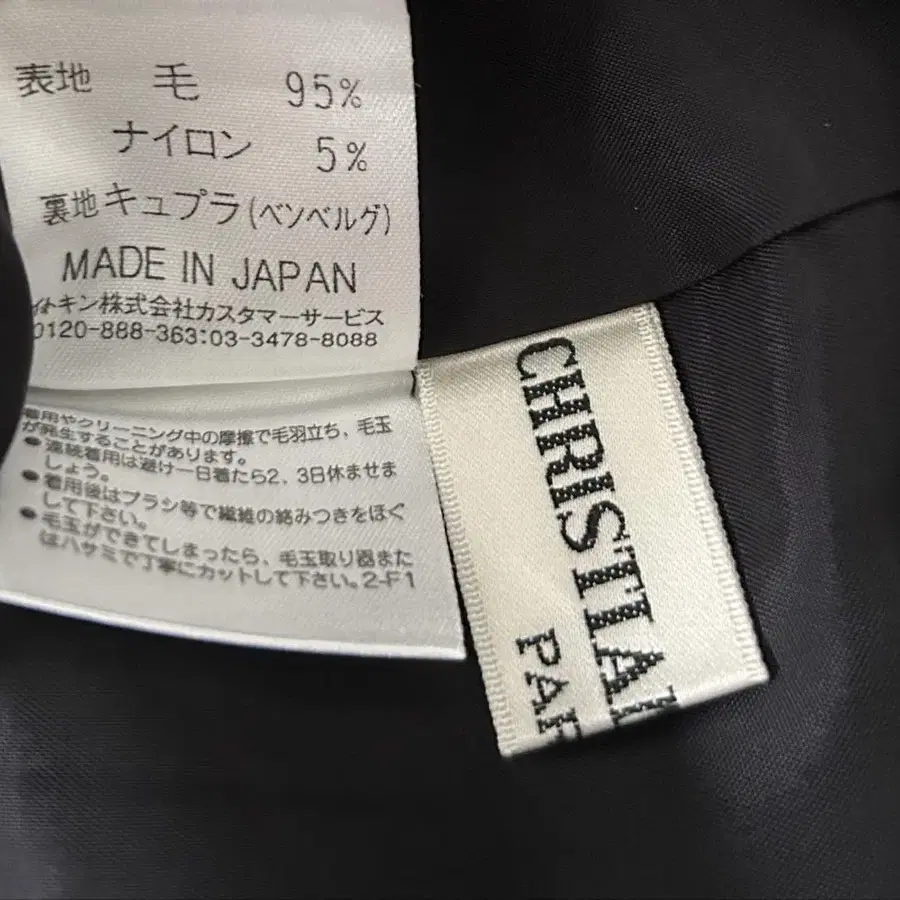 表地 毛 95%
ナイロン 5%
裏地 キュプラ(ベンベルグ)
MADE IN JAPAN
イトキン株式会社カスタマーサービス
0120-888-363:03-3478-8088
着用やクリーニング中の摩擦で毛羽立ち、毛玉
が発生することがあります。
●連続着用は避け一日着たら2、3日休ませま
しょう。
●着用後はブラシ等で繊維の絡みつきをほぐ
して下さい。
●毛玉ができてしまったら、毛玉取り器また
はハサミで丁寧にカットして下さい。2-F1
CHRISTIA
PAR